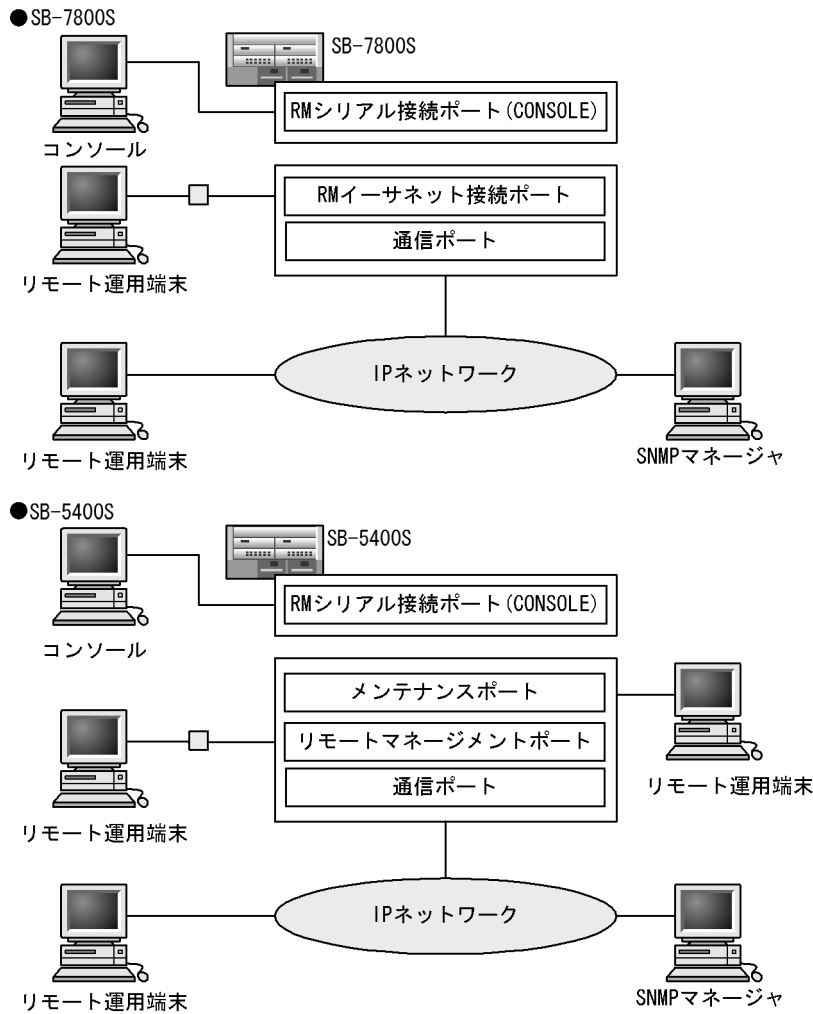 ●SB-7800S
SB-7800S
RMシリアル接続ポート(CONSOLE)
コンソール
RMイーサネット接続ポート
通信ポート
リモート運用端末
IPネットワーク
リモート運用端末
SNMPマネージャ
●SB-5400S
SB-5400S
RMシリアル接続ポート(CONSOLE)
コンソール
メンテナンスポート
リモートマネージメントポート
通信ポート
リモート運用端末
リモート運用端末
IPネットワーク
リモート運用端末
SNMPマネージャ